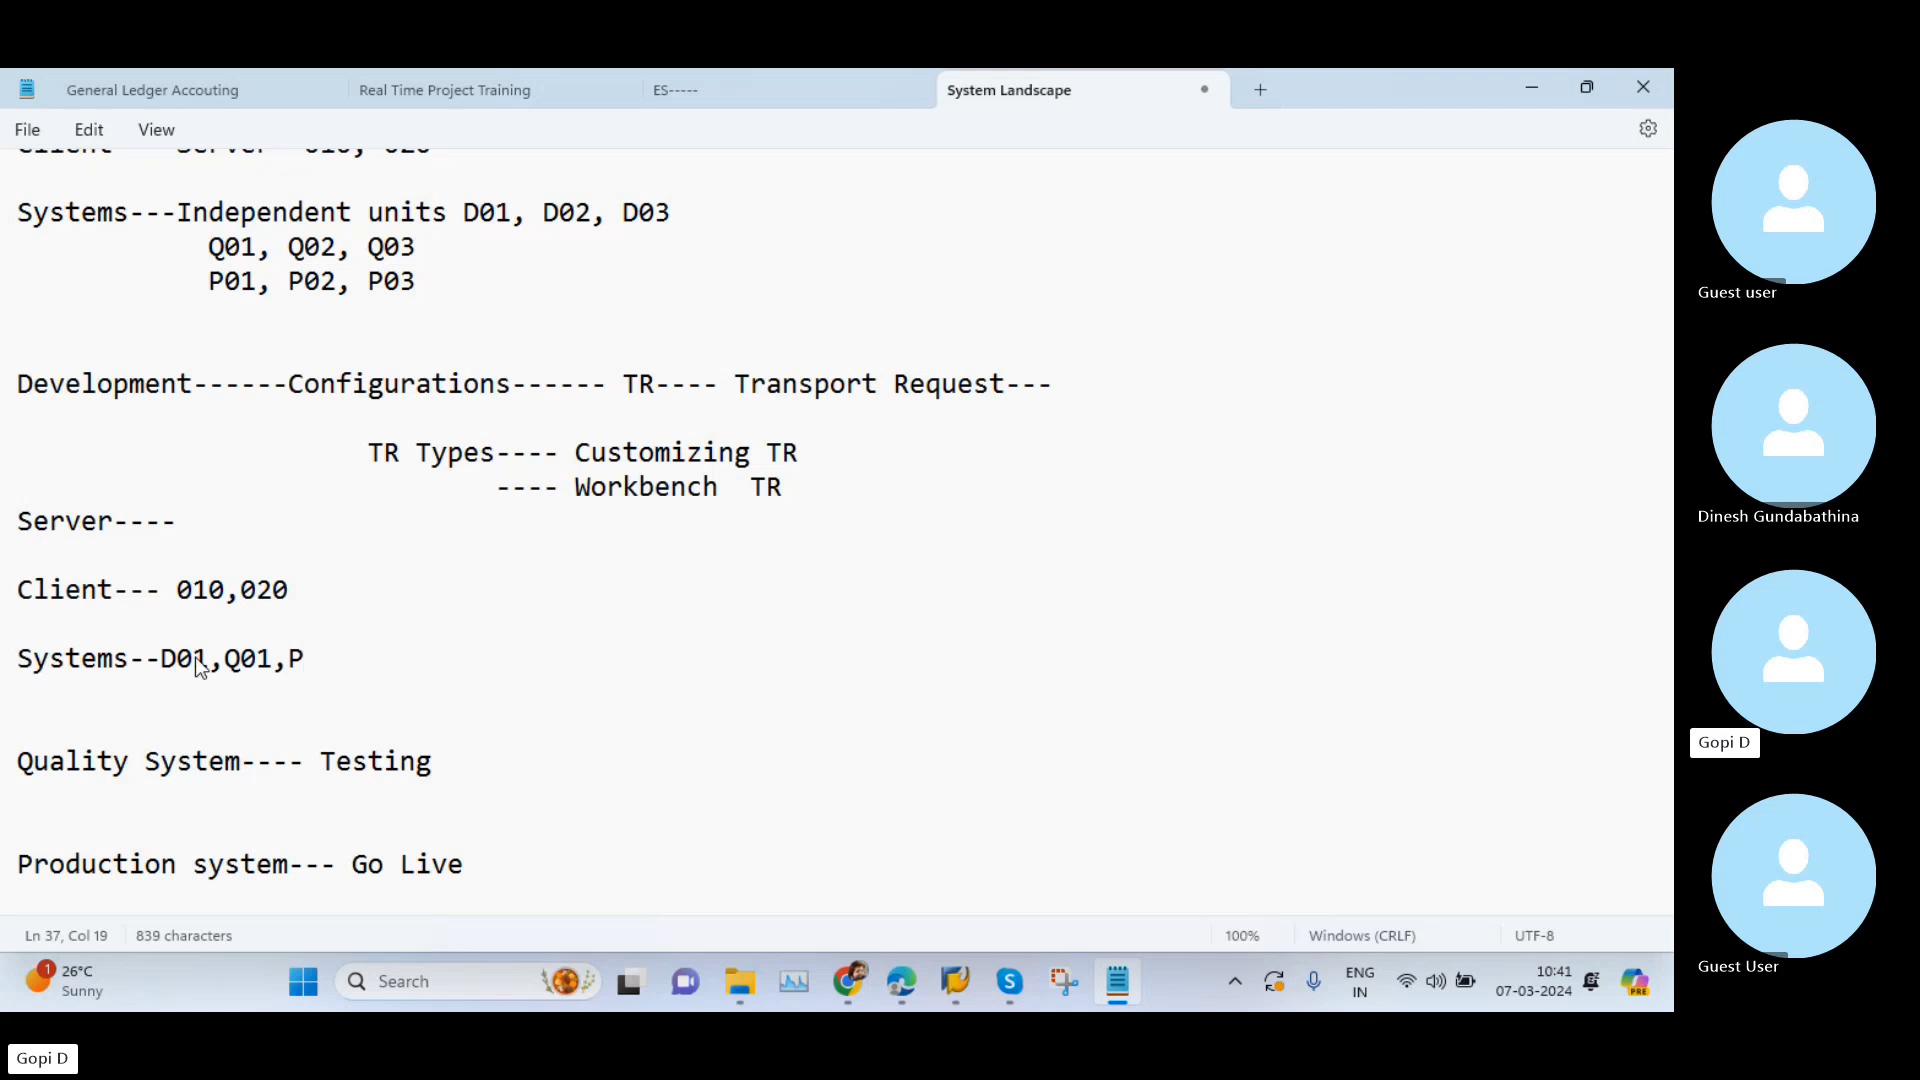 General Ledger Accouting
Real Time Project Training
ES-----
System Landscape
File Edit View
Systems---Independent units D01, D02, D03
Q01, Q02, Q03
P01, P02, P03
Development------Configurations------ TR---- Transport Request---
TR Types---- Customizing TR
---- Workbench TR
Server----
Client--- 010,020
Systems--D01,Q01,P
Quality System---- Testing
Production system--- Go Live
Ln 37, Col 19
839 characters
100%
Windows (CRLF)
UTF-8
1
26°C
Sunny
Search
S
PRE
ENG
IN
10:41
07-03-2024
Guest user
Dinesh Gundabathina
Gopi D
Guest User
Gopi D